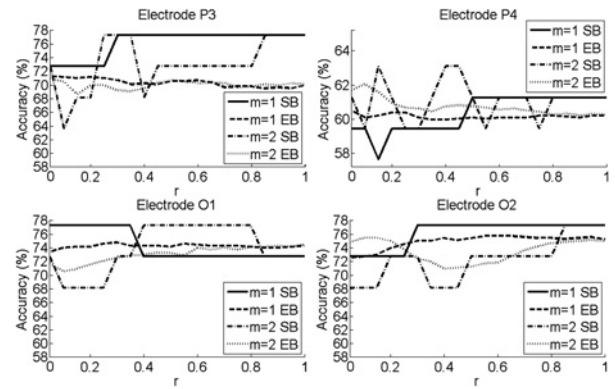 Electrode P3
Accuracy (%)
78
76
74
72
70
68
66
64
62
60
58
0
0.2
0.4
0.6
0.8
1
r
m=1 SB
m=1 EB
m=2 SB
m=2 EB
Electrode P4
Accuracy (%)
64
62
60
58
0
0.2
0.4
0.6
0.8
1
r
m=1 SB
m=1 EB
m=2 SB
m=2 EB
Electrode O1
Accuracy (%)
78
76
74
72
70
68
66
64
62
60
58
0
0.2
0.4
0.6
0.8
1
r
m=1 SB
m=1 EB
m=2 SB
m=2 EB
Electrode O2
Accuracy (%)
78
76
74
72
70
68
66
64
62
60
58
0
0.2
0.4
0.6
0.8
1
r
m=1 SB
m=1 EB
m=2 SB
m=2 EB